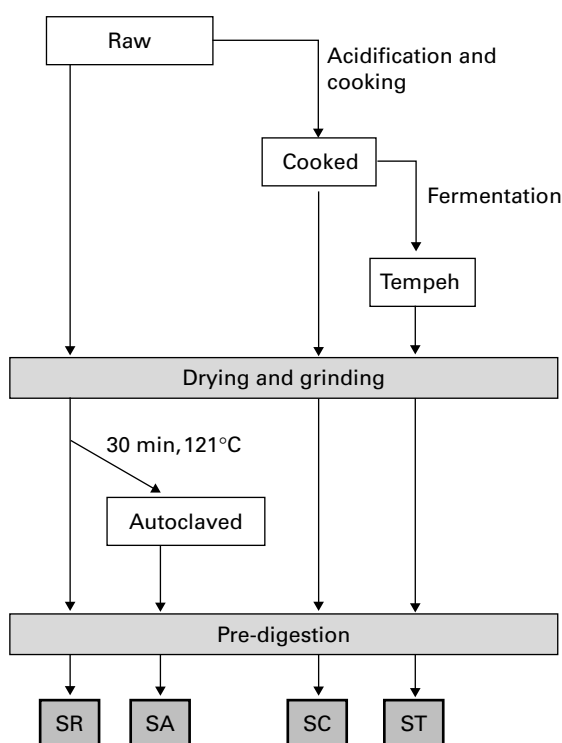 Raw
Acidification and
cooking
Cooked
Fermentation
Tempeh
Drying and grinding
30 min, 121°C
Autoclaved
Pre-digestion
SR SA SC ST